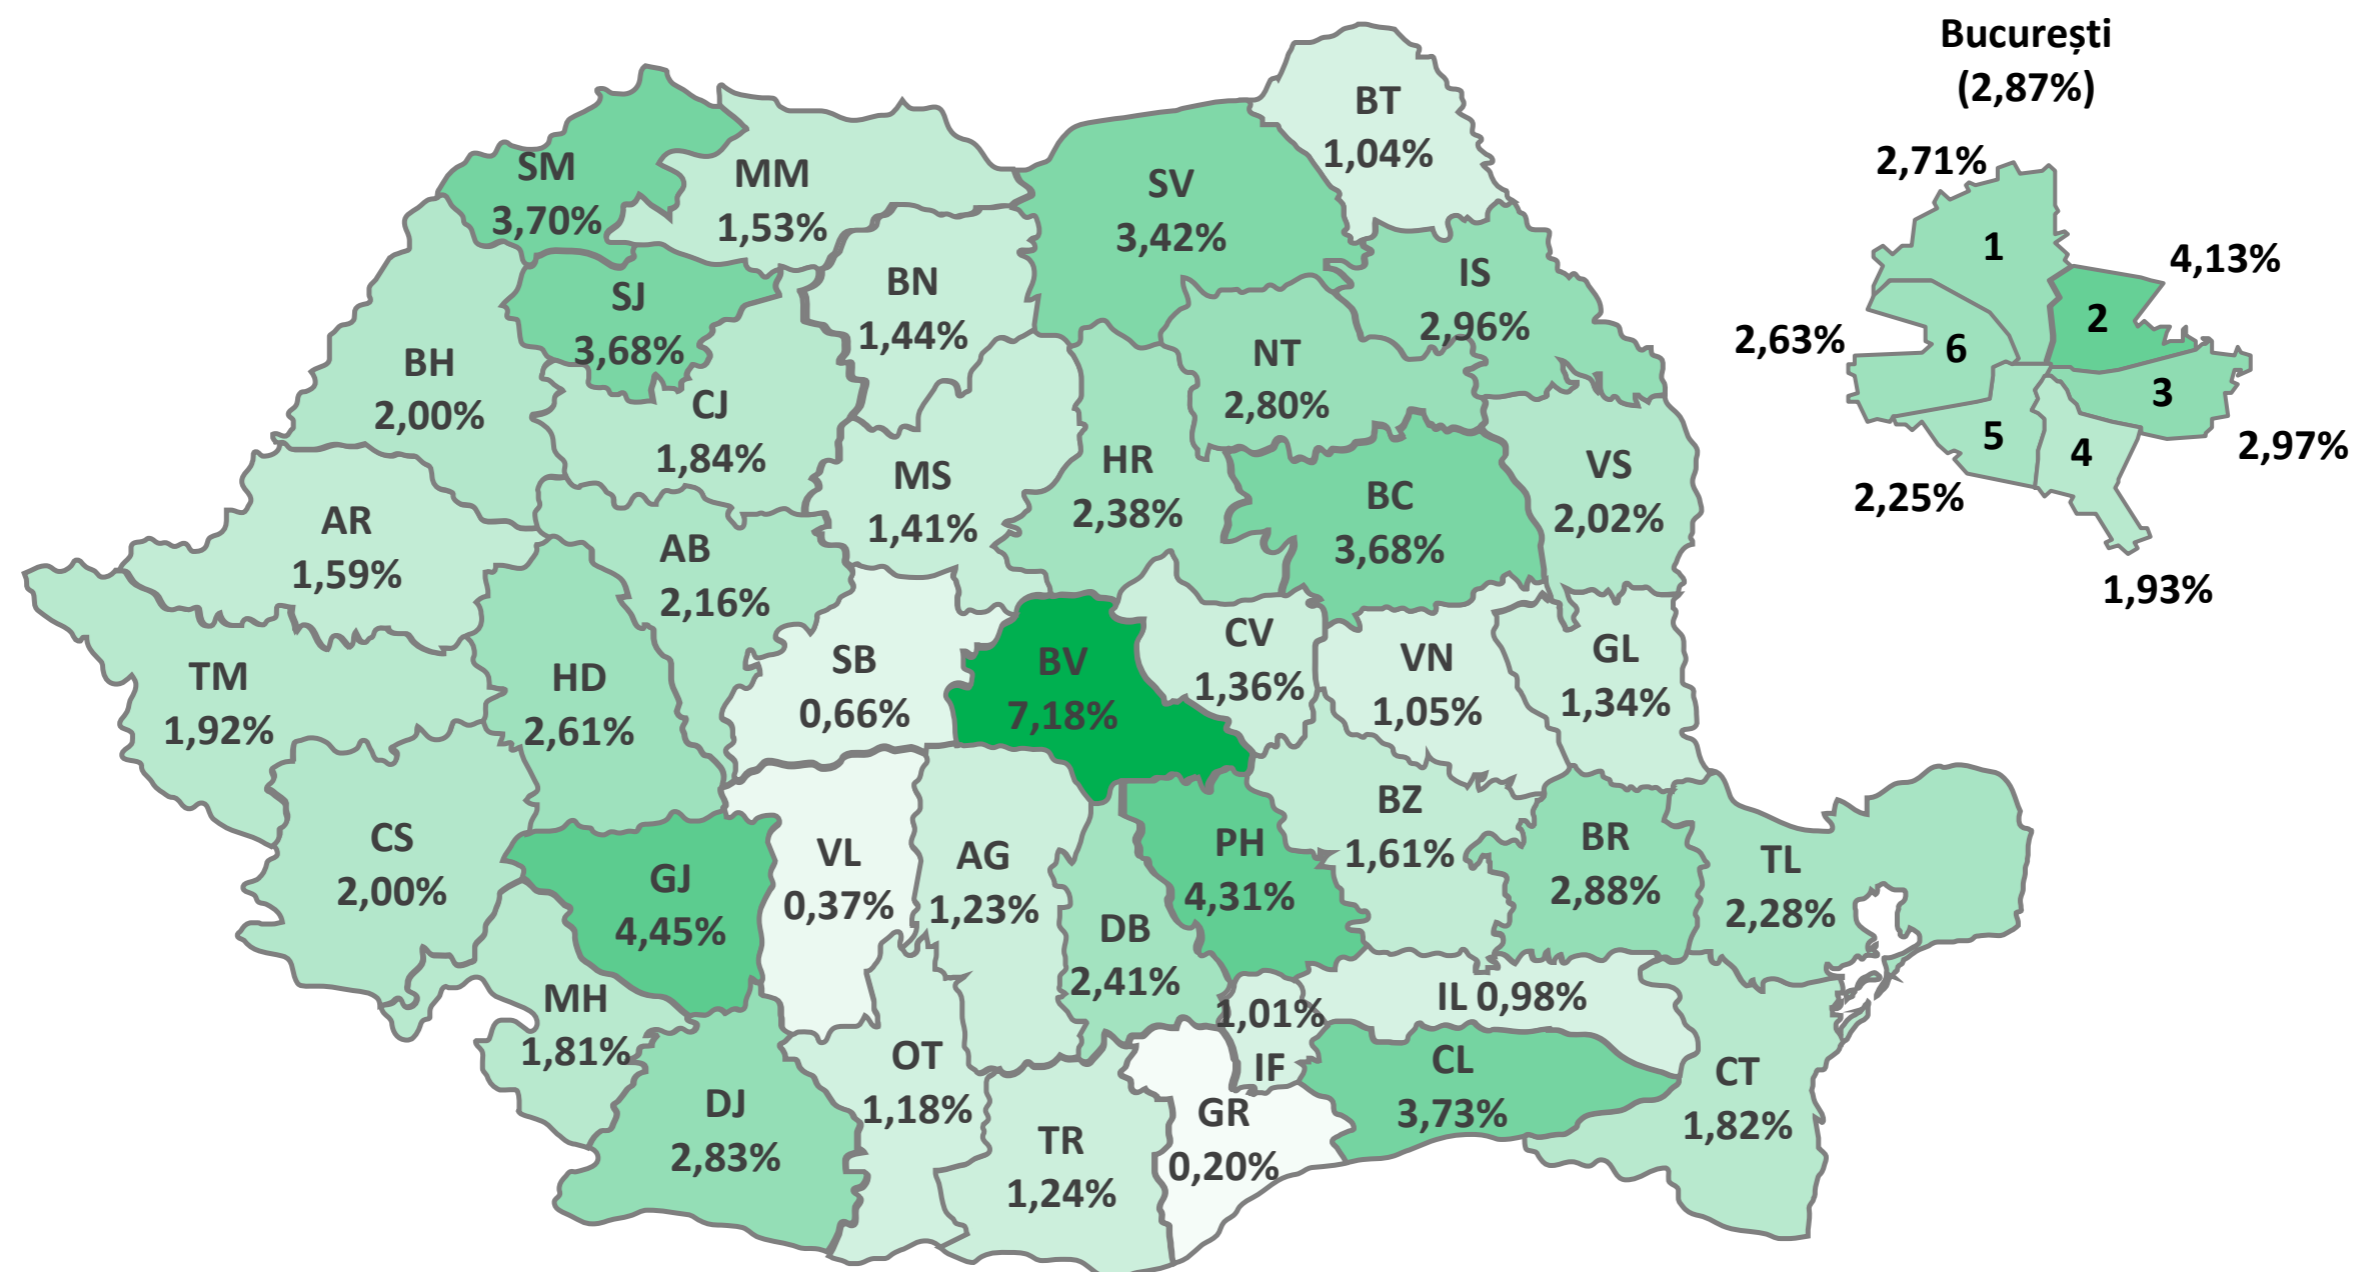 București
(2,87%)
2,71%
1
4,13%
2
2,63%
6
3
5
4
2,97%
2,25%
1,93%
BT
1,04%
SM
3,70%
MM
1,53%
SV
3,42%
BN
1,44%
IS
2,96%
SJ
3,68%
BH
2,00%
NT
2,80%
CJ
1,84%
MS
1,41%
HR
2,38%
BC
3,68%
VS
2,02%
AR
1,59%
AB
2,16%
TM
1,92%
HD
2,61%
SB
0,66%
BV
7,18%
CV
1,36%
VN
1,05%
GL
1,34%
CS
2,00%
GJ
4,45%
VL
0,37%
AG
1,23%
PH
4,31%
BZ
1,61%
BR
2,88%
TL
2,28%
DB
2,41%
MH
1,81%
1,01%
IF
IL 0,98%
OT
1,18%
CL
3,73%
CT
1,82%
DJ
2,83%
TR
1,24%
GR
0,20%